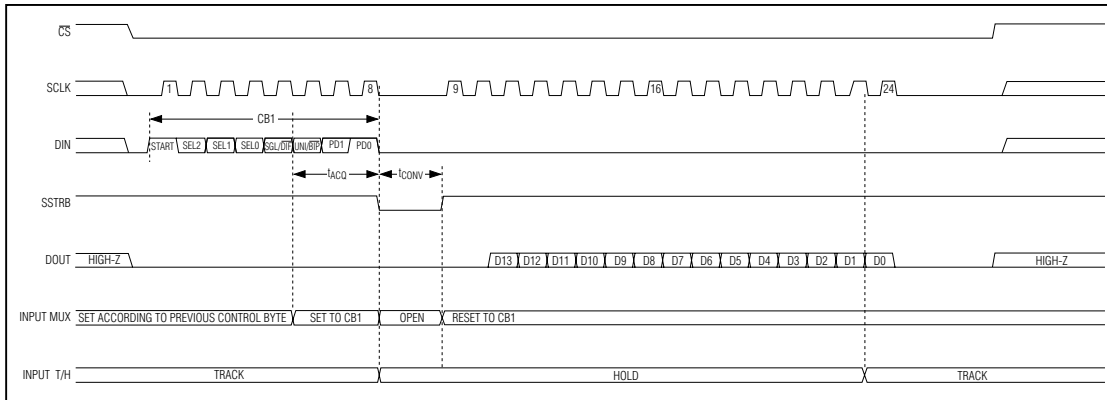 CS
SCLK 1 8 9 16 24
CB1
DIN START SEL2 SEL1 SEL0 SGL/DIF UNI/BIP PD1 PD0
tACQ tCONV
SSTRB
DOUT HIGH-Z D13 D12 D11 D10 D9 D8 D7 D6 D5 D4 D3 D2 D1 D0 HIGH-Z
INPUT MUX SET ACCORDING TO PREVIOUS CONTROL BYTE SET TO CB1 OPEN RESET TO CB1
INPUT T/H TRACK HOLD TRACK